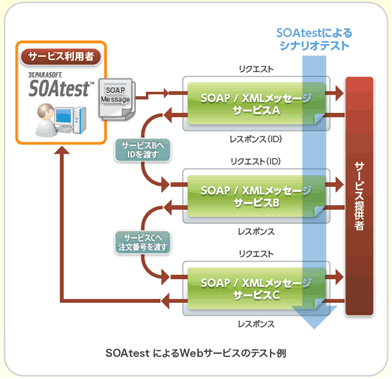 SOAtestによる
シナリオテスト
サービス利用者
PARASOFT.
SOAtest™
SOAP
Message
リクエスト
SOAP / XMLメッセージ
サービスA
レスポンス(ID)
サービスBへ
IDを渡す
リクエスト(ID)
SOAP / XMLメッセージ
サービスB
レスポンス
サービスCへ
注文番号を渡す
リクエスト
SOAP / XMLメッセージ
サービスC
レスポンス
サービス提供者
SOAtest によるWebサービスのテスト例